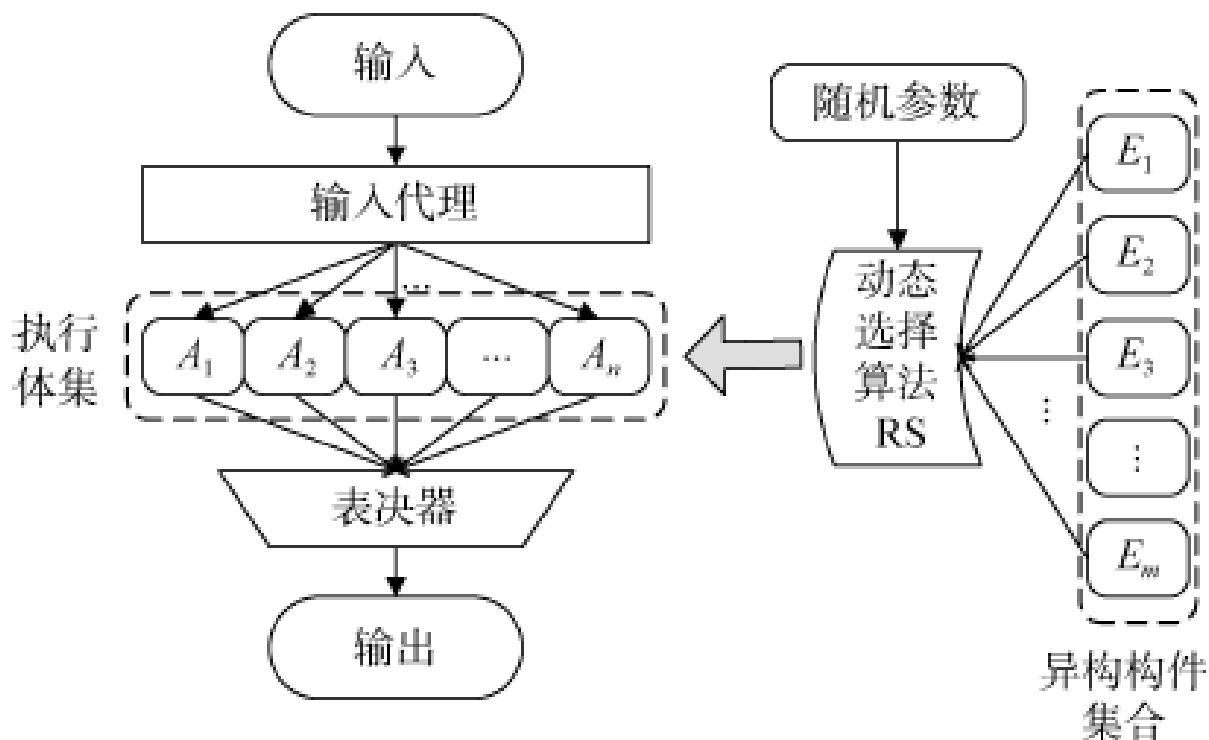 输入
输入代理
...
执行
体集
A₁
A₂
A₃
...
Aₙ
表决器
输出
随机参数
动态
选择
算法
RS
E₁
E₂
E₃
⋮
⋮
Eₘ
异构构件
集合